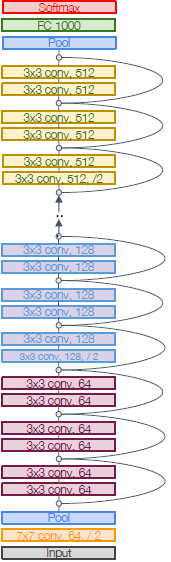 Softmax
FC 1000
Pool
3x3 conv, 512
3x3 conv, 512
3x3 conv, 512
3x3 conv, 512
3x3 conv, 512
3x3 conv, 512, /2
..
3x3 conv, 128
3x3 conv, 128
3x3 conv, 128
3x3 conv, 128
3x3 conv, 128
3x3 conv, 128, / 2
3x3 conv, 64
3x3 conv, 64
3x3 conv, 64
3x3 conv, 64
3x3 conv, 64
3x3 conv, 64
Pool
7x7 conv, 64, / 2
Input